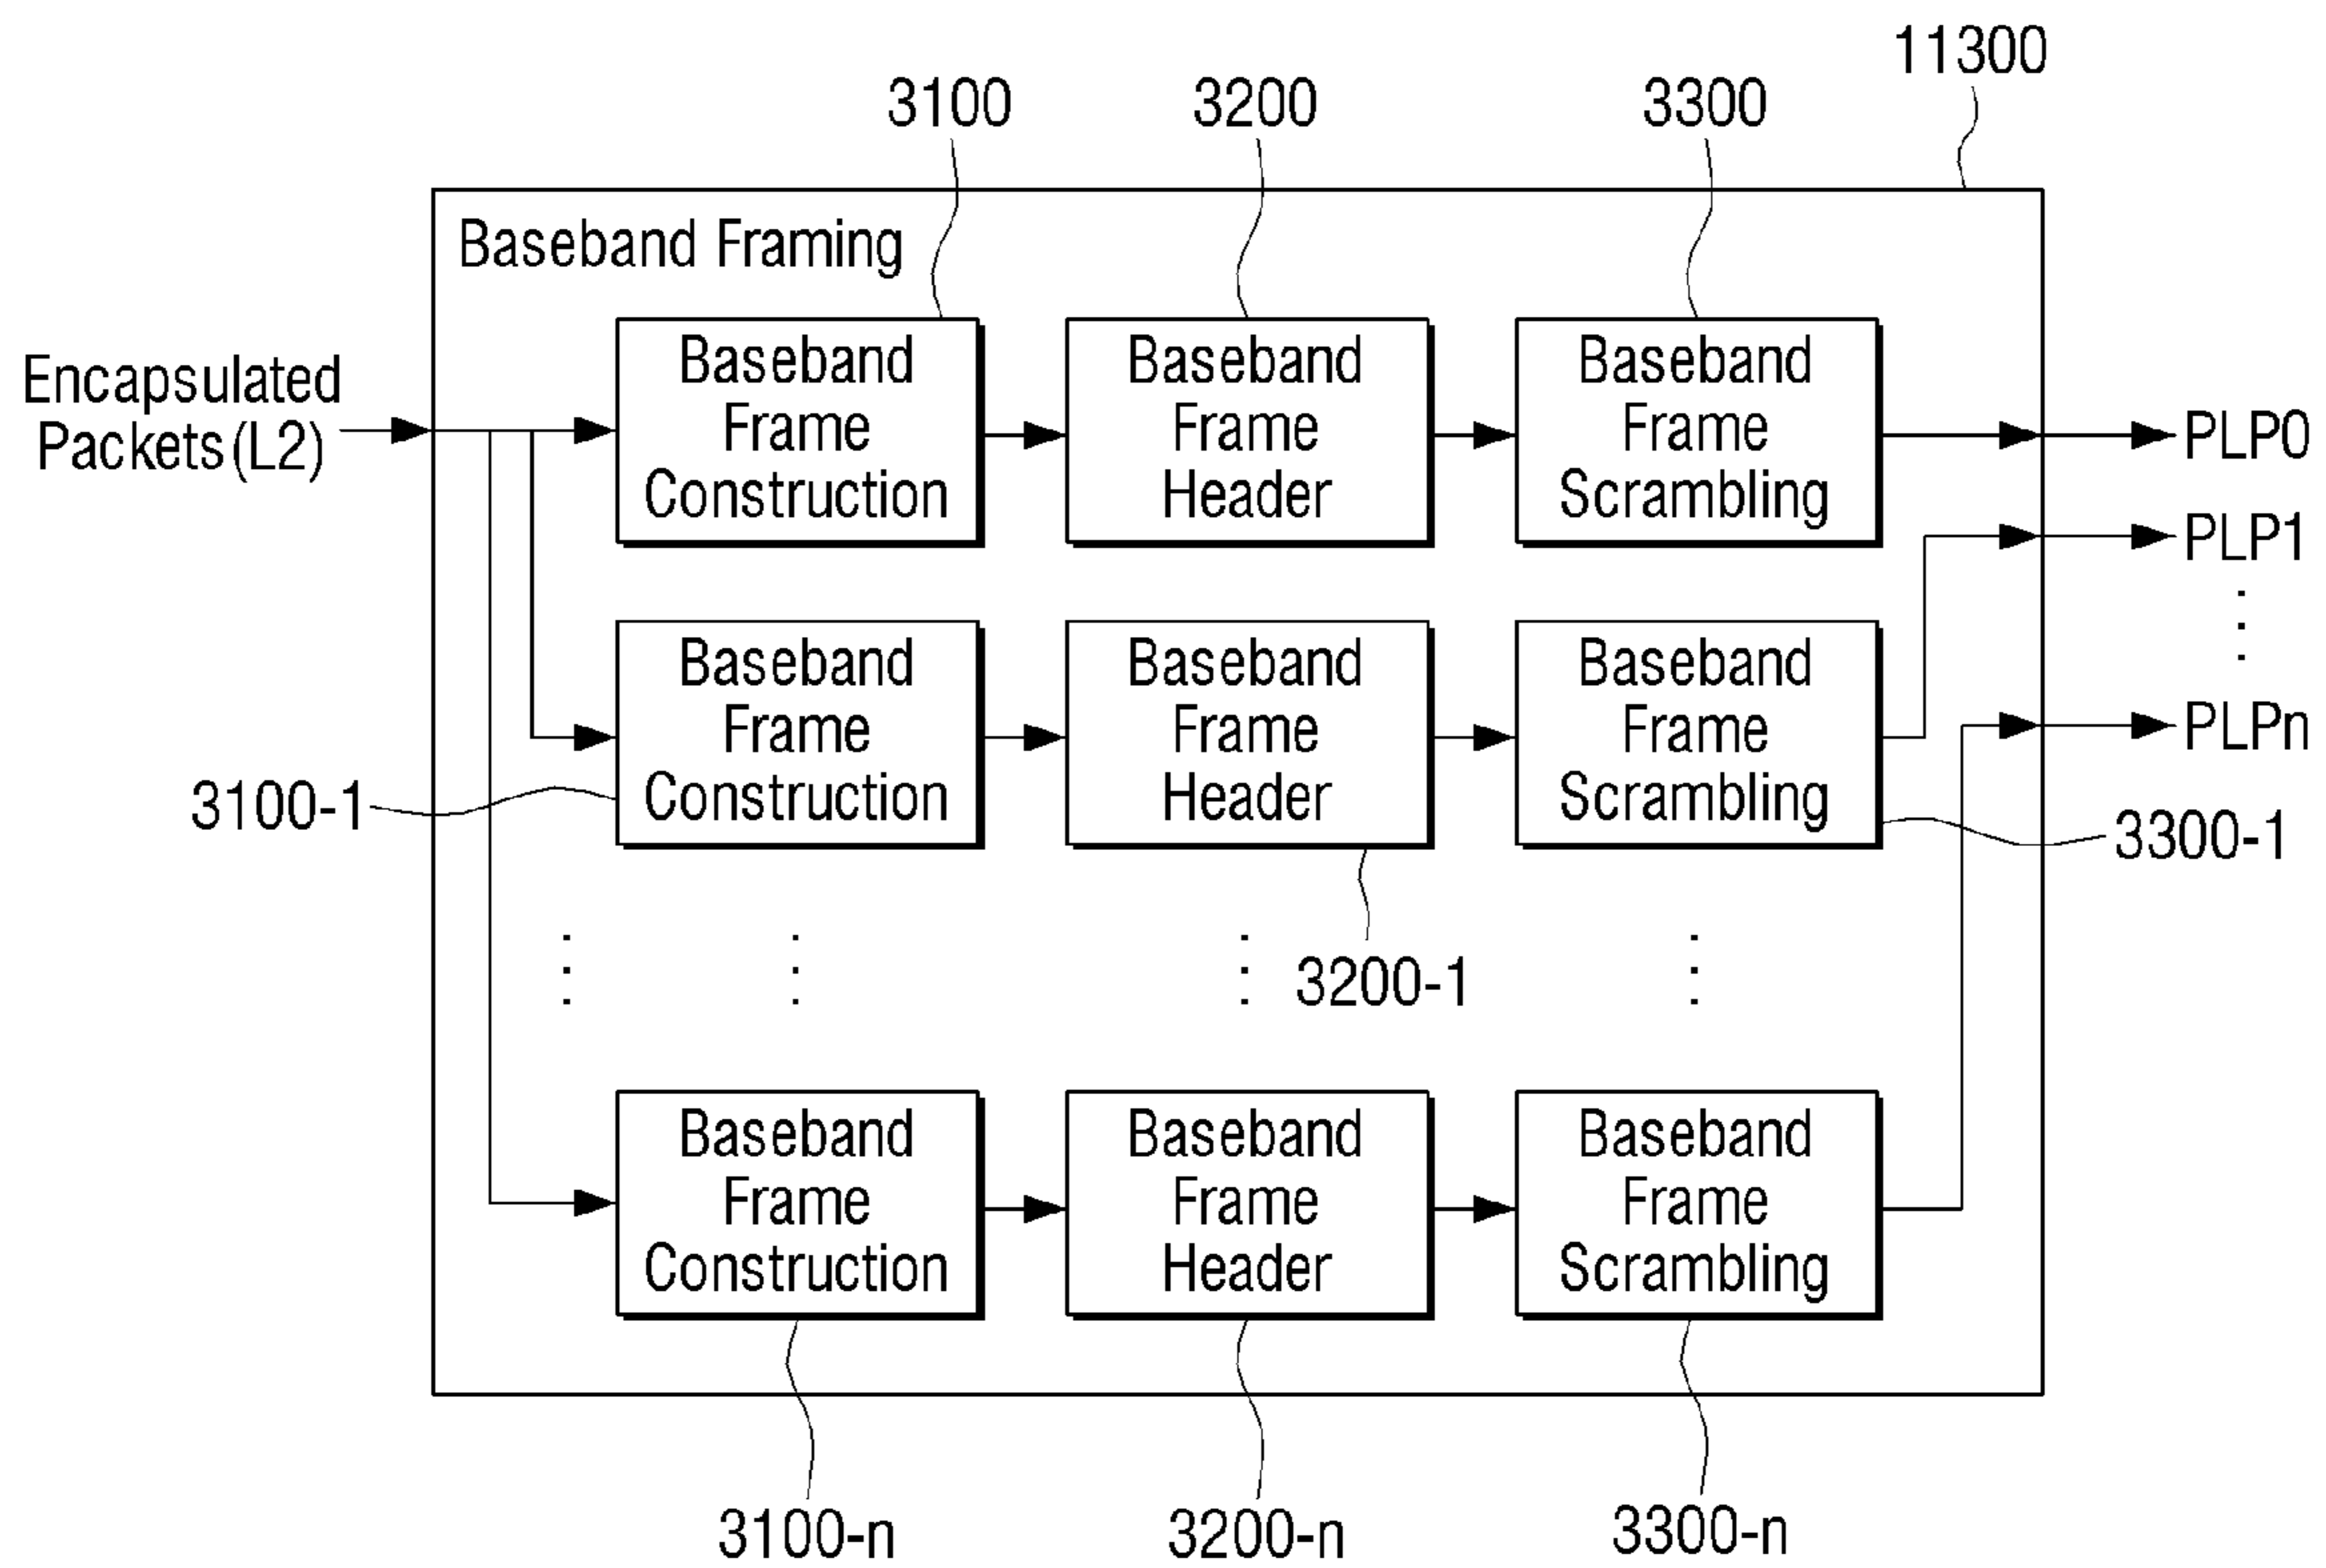 11300
3100
3200
3300
Baseband Framing
Encapsulated
Packets(L2)
Baseband
Frame
Construction
Baseband
Frame
Header
Baseband
Frame
Scrambling
PLP0
PLP1
PLPn
Baseband
Frame
Construction
Baseband
Frame
Header
Baseband
Frame
Scrambling
3100-1
3200-1
3300-1
Baseband
Frame
Construction
Baseband
Frame
Header
Baseband
Frame
Scrambling
3100-n
3200-n
3300-n